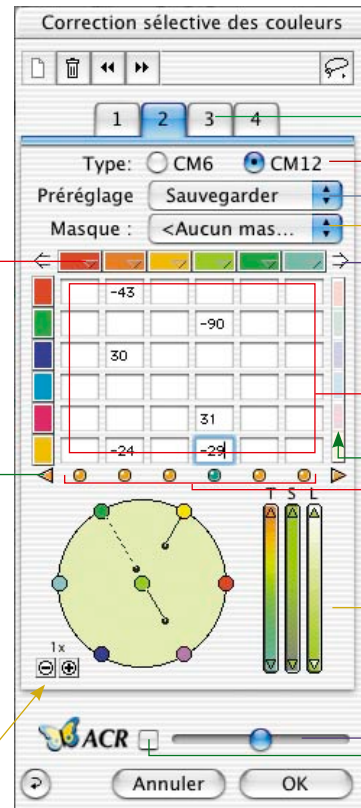 Correction sélective des couleurs
1 2 3 4
Type: CM6 CM12
Préréglage Sauvegarder
Masque : <Aucun mas...
-43
-90
30
31
-24 -29
T S L
1x
ACR
Annuler OK